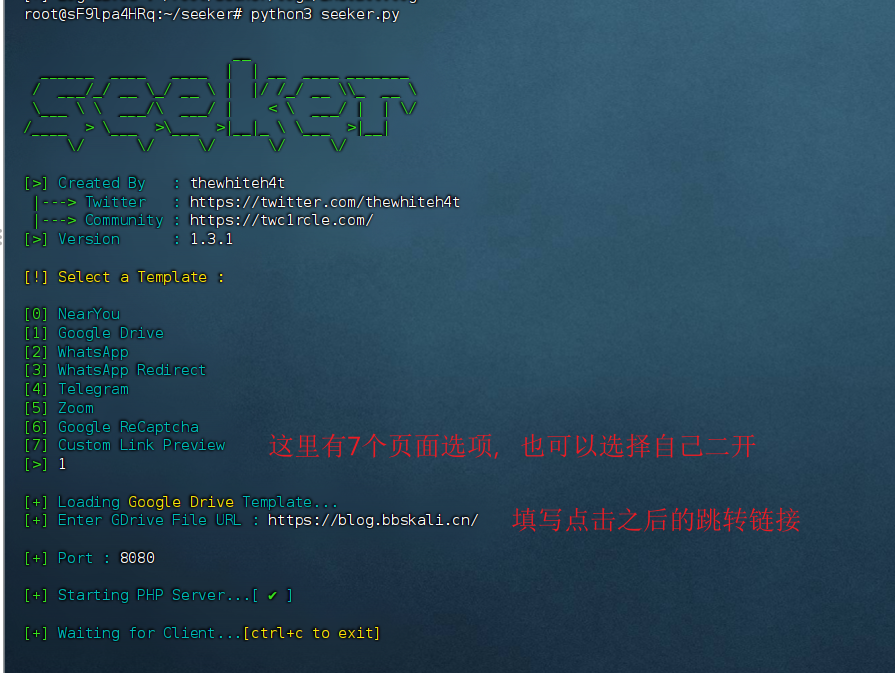 root@sF9lpa4HRq:~/seeker# python3 seeker.py
seeker
[>] Created By : thewhiteh4t
|---> Twitter : https://twitter.com/thewhiteh4t
|---> Community : https://twc1rcle.com/
[>] Version : 1.3.1
[!] Select a Template :
[0] NearYou
[1] Google Drive
[2] WhatsApp
[3] WhatsApp Redirect
[4] Telegram
[5] Zoom
[6] Google ReCaptcha
[7] Custom Link Preview
这里有7个页面选项，也可以选择自己二开
[>] 1
[+] Loading Google Drive Template...
[+] Enter GDrive File URL : https://blog.bbskali.cn/
填写点击之后的跳转链接
[+] Port : 8080
[+] Starting PHP Server...[ ✔ ]
[+] Waiting for Client...[ctrl+c to exit]